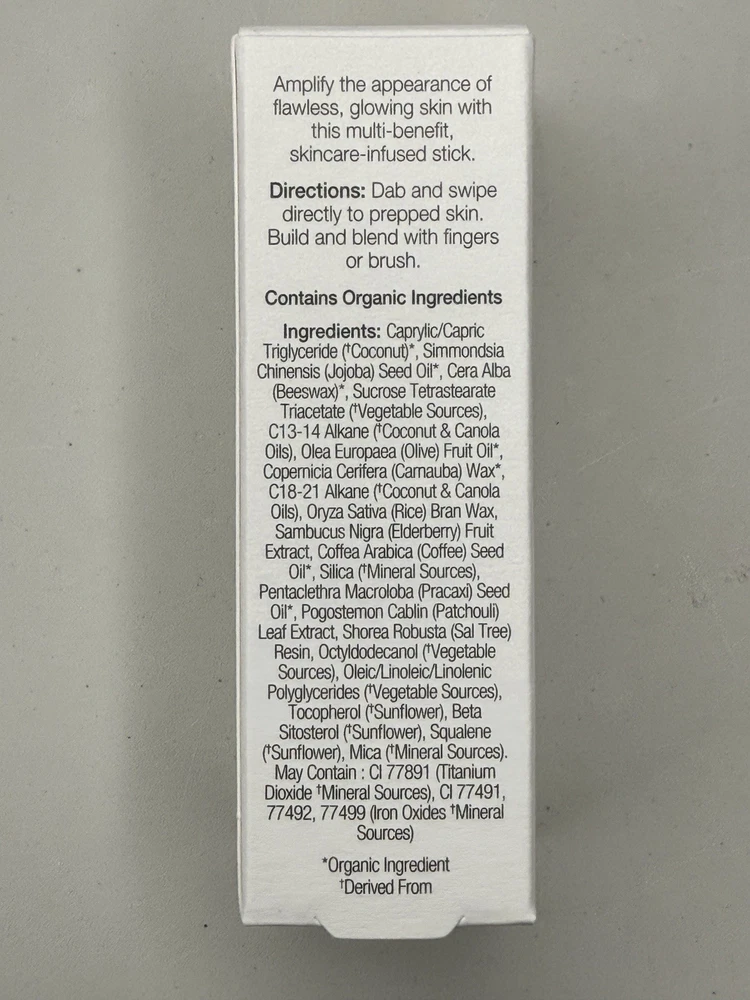 Amplify the appearance of
flawless, glowing skin with
this multi-benefit,
skincare-infused stick.
Directions: Dab and swipe
directly to prepped skin.
Build and blend with fingers
or brush.
Contains Organic Ingredients
Ingredients: Caprylic/Capric
Triglyceride (†Coconut)*, Simmondsia
Chinensis (Jojoba) Seed Oil*, Cera Alba
(Beeswax)*, Sucrose Tetrastearate
Triacetate (†Vegetable Sources),
C13-14 Alkane (†Coconut & Canola
Oils), Olea Europaea (Olive) Fruit Oil*,
Copernicia Cerifera (Carnauba) Wax*,
C18-21 Alkane (†Coconut & Canola
Oils), Oryza Sativa (Rice) Bran Wax,
Sambucus Nigra (Elderberry) Fruit
Extract, Coffea Arabica (Coffee) Seed
Oil*, Silica (†Mineral Sources),
Pentaclethra Macroloba (Pracaxi) Seed
Oil*, Pogostemon Cablin (Patchouli)
Leaf Extract, Shorea Robusta (Sal Tree)
Resin, Octyldodecanol (†Vegetable
Sources), Oleic/Linoleic/Linolenic
Polyglycerides (†Vegetable Sources),
Tocopherol (†Sunflower), Beta
Sitosterol (†Sunflower), Squalene
(†Sunflower), Mica (†Mineral Sources).
May Contain : CI 77891 (Titanium
Dioxide †Mineral Sources), CI 77491,
77492, 77499 (Iron Oxides †Mineral
Sources)
*Organic Ingredient
†Derived From